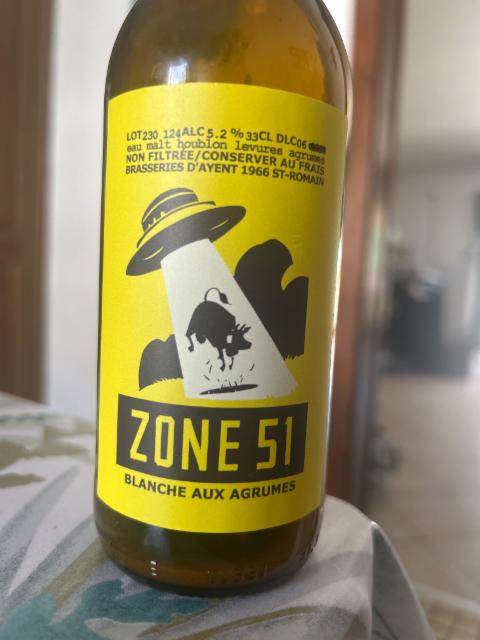 LOT230 124ALC 5.2 % 33CL DLC06
eau malt houblon levures agrumes
NON FILTRÉE/CONSERVER AU FRAIS
BRASSERIES D'AYENT 1966 ST-ROMAIN
ZONE 51
BLANCHE AUX AGRUMES